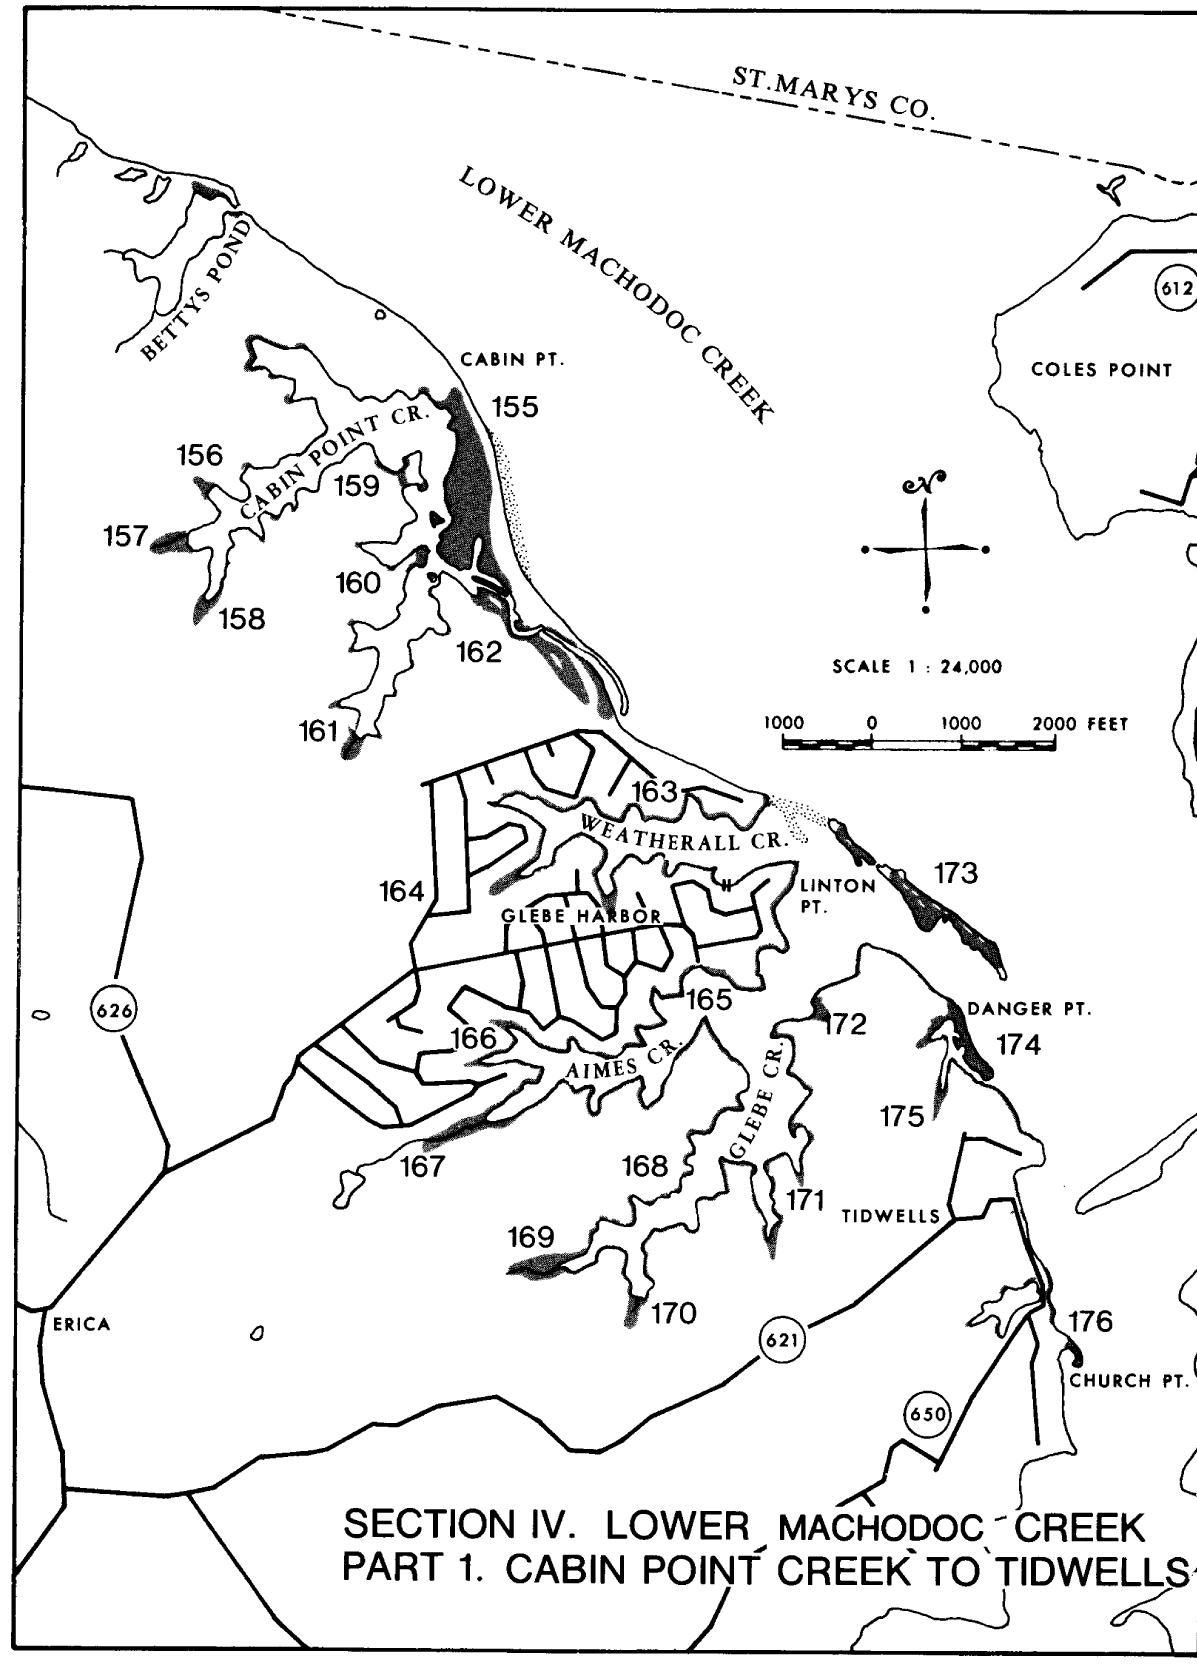 ST. MARYS CO.
LOWER MACHODOC CREEK
BETTYS POND
612
CABIN PT.
COLES POINT
155
CABIN POINT CR.
156
159
N
157
160
158
162
SCALE 1 : 24,000
161
1000 0 1000 2000 FEET
163
WEATHERALL CR.
173
164
LINTON
PT.
GLEBE HARBOR
626
165
DANGER PT.
172
166
174
AIMES CR.
GLEBE CR.
175
167
168
171
TIDWELLS
169
170
ERICA
176
621
CHURCH PT.
650
SECTION IV. LOWER MACHODOC CREEK
PART 1. CABIN POINT CREEK TO TIDWELLS